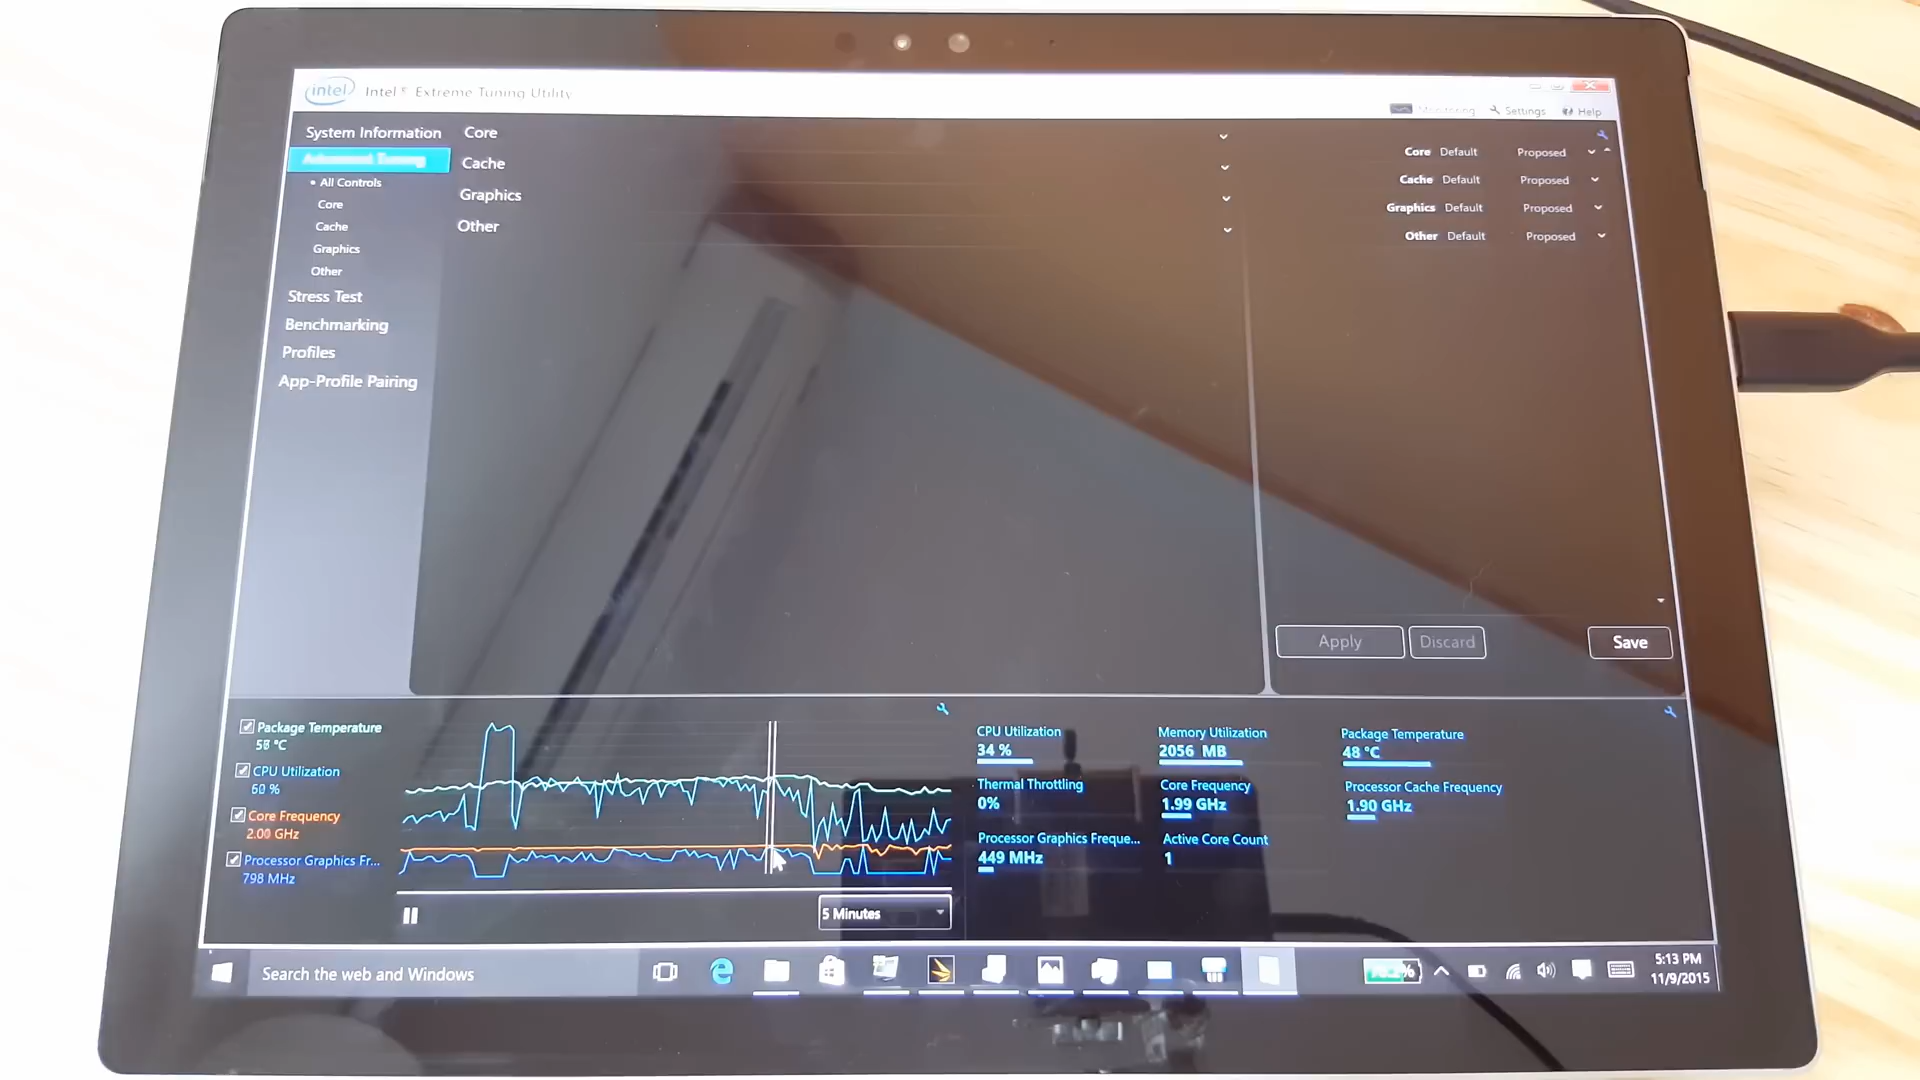 intel Intel® Extreme Tuning Utility
Monitoring Settings Help
System Information
Advanced Tuning
• All Controls
Core
Cache
Graphics
Other
Stress Test
Benchmarking
Profiles
App-Profile Pairing
Core
Cache
Graphics
Other
Core Default Proposed
Cache Default Proposed
Graphics Default Proposed
Other Default Proposed
Apply Discard Save
Package Temperature
°C
CPU Utilization
60 %
Core Frequency
2.00 GHz
Processor Graphics Fr...
798 MHz
5 Minutes
CPU Utilization
34 %
Thermal Throttling
0%
Processor Graphics Freque...
449 MHz
Memory Utilization
2056 MB
Core Frequency
1.99 GHz
Active Core Count
1
Package Temperature
48 °C
Processor Cache Frequency
1.90 GHz
Search the web and Windows
5:13 PM
11/9/2015